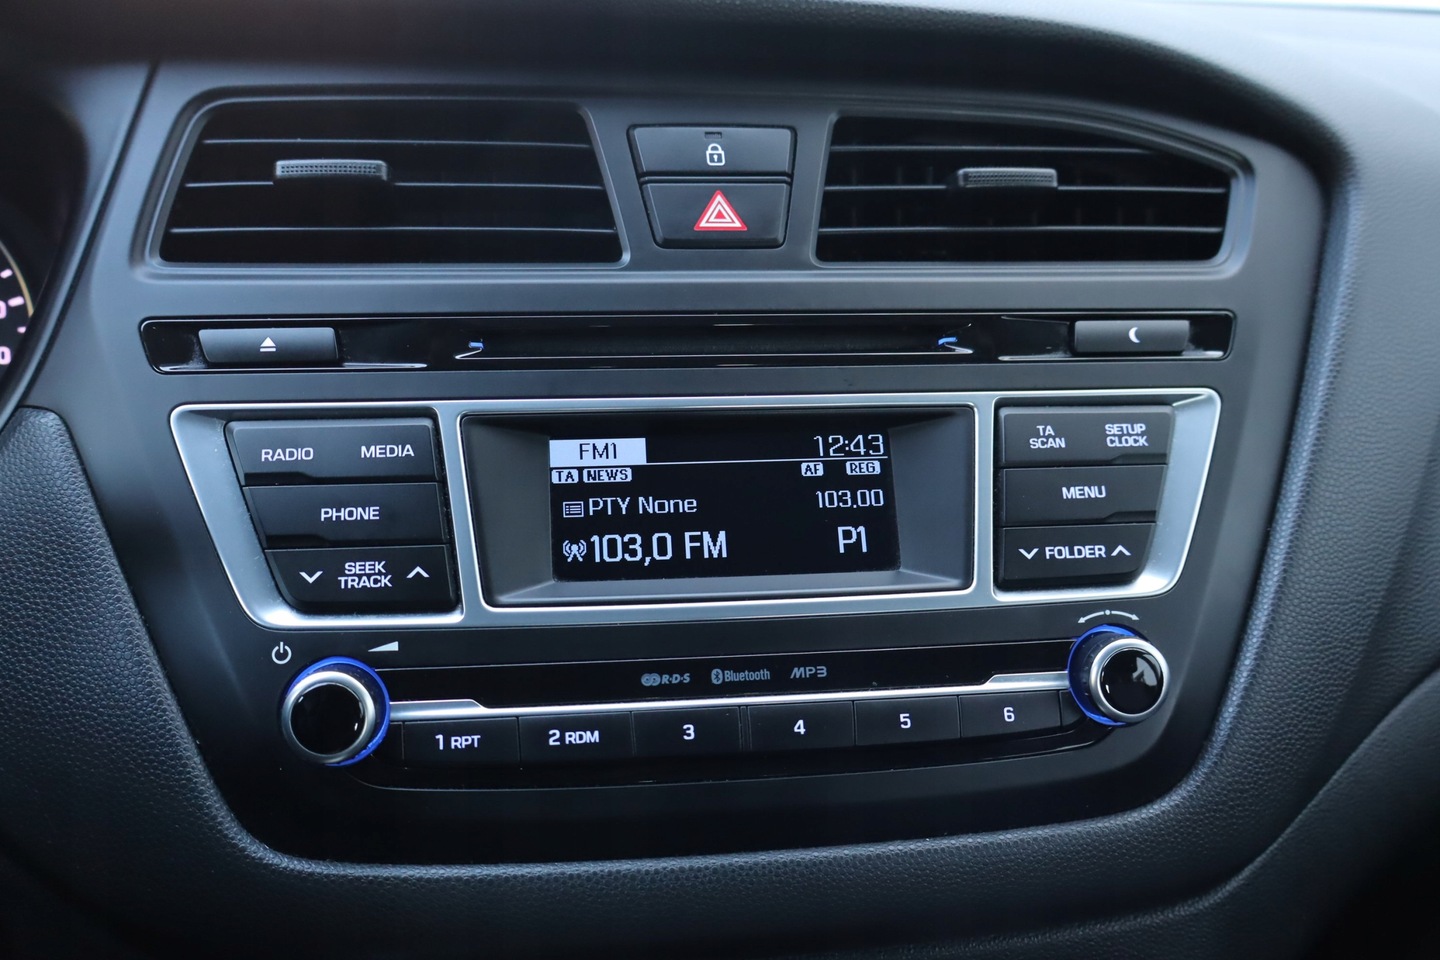 RADIO MEDIA
PHONE
SEEK
TRACK
FM1 12:43
TA NEWS AF REG
PTY None 103.00
103,0 FM P1
TA
SCAN
SETUP
CLOCK
MENU
FOLDER
R·D·S Bluetooth MP3
1 RPT 2 RDM 3 4 5 6